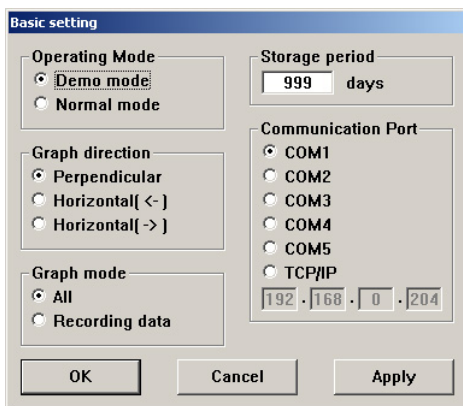 Basic setting
Operating Mode
Demo mode
Normal mode
Graph direction
Perpendicular
Horizontal( <- )
Horizontal( -> )
Graph mode
All
Recording data
Storage period
999 days
Communication Port
COM1
COM2
COM3
COM4
COM5
TCP/IP
192 . 168 . 0 . 204
OK Cancel Apply